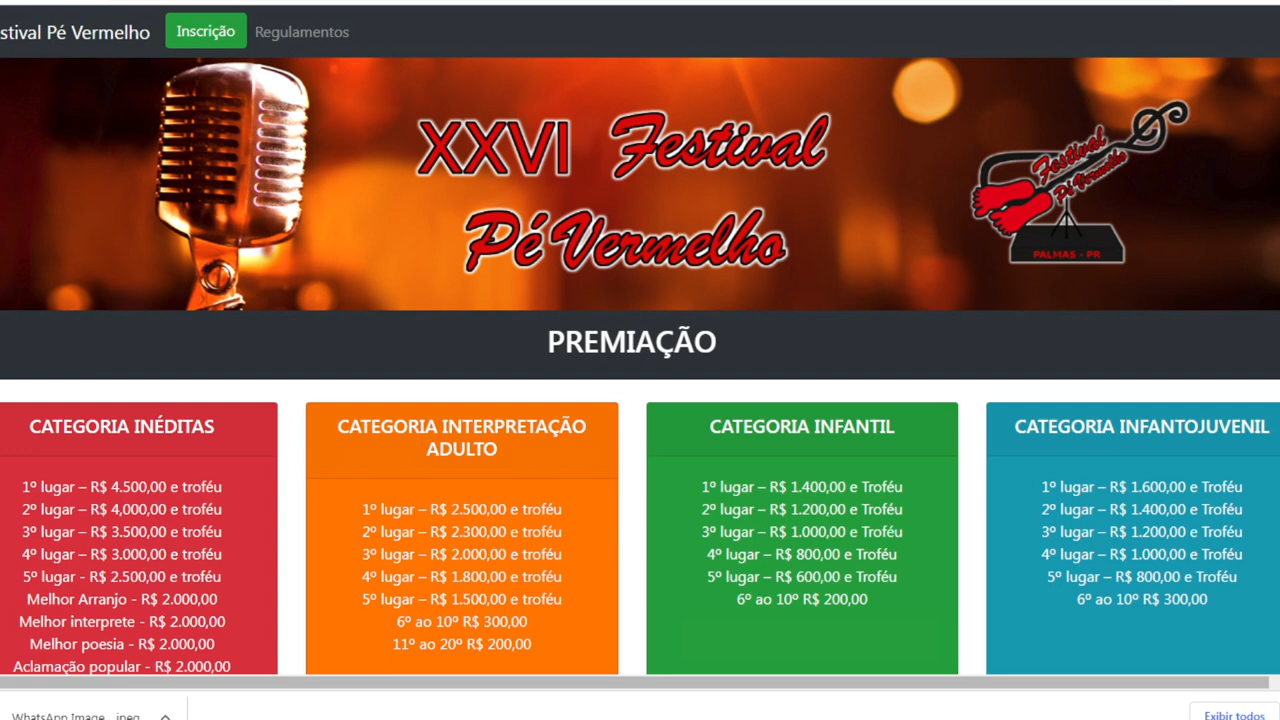 stival Pé Vermelho
Inscrição
Regulamentos
XXVI Festival
Pé Vermelho
Festival
Pé Vermelho
PALMAS - PR
PREMIAÇÃO
CATEGORIA INÉDITAS
1º lugar – R$ 4.500,00 e troféu
2º lugar – R$ 4,000,00 e troféu
3º lugar – R$ 3.500,00 e troféu
4º lugar – R$ 3.000,00 e troféu
5º lugar - R$ 2.500,00 e troféu
Melhor Arranjo - R$ 2.000,00
Melhor interprete - R$ 2.000,00
Melhor poesia - R$ 2.000,00
Aclamação popular - R$ 2.000,00
CATEGORIA INTERPRETAÇÃO
ADULTO
1º lugar – R$ 2.500,00 e troféu
2º lugar – R$ 2.300,00 e troféu
3º lugar – R$ 2.000,00 e troféu
4º lugar – R$ 1.800,00 e troféu
5º lugar – R$ 1.500,00 e troféu
6º ao 10º R$ 300,00
11º ao 20º R$ 200,00
CATEGORIA INFANTIL
1º lugar – R$ 1.400,00 e Troféu
2º lugar – R$ 1.200,00 e Troféu
3º lugar – R$ 1.000,00 e Troféu
4º lugar – R$ 800,00 e Troféu
5º lugar – R$ 600,00 e Troféu
6º ao 10º R$ 200,00
CATEGORIA INFANTOJUVENIL
1º lugar – R$ 1.600,00 e Troféu
2º lugar – R$ 1.400,00 e Troféu
3º lugar – R$ 1.200,00 e Troféu
4º lugar – R$ 1.000,00 e Troféu
5º lugar – R$ 800,00 e Troféu
6º ao 10º R$ 300,00
WhatsApp Image....jpeg
Exibir todos